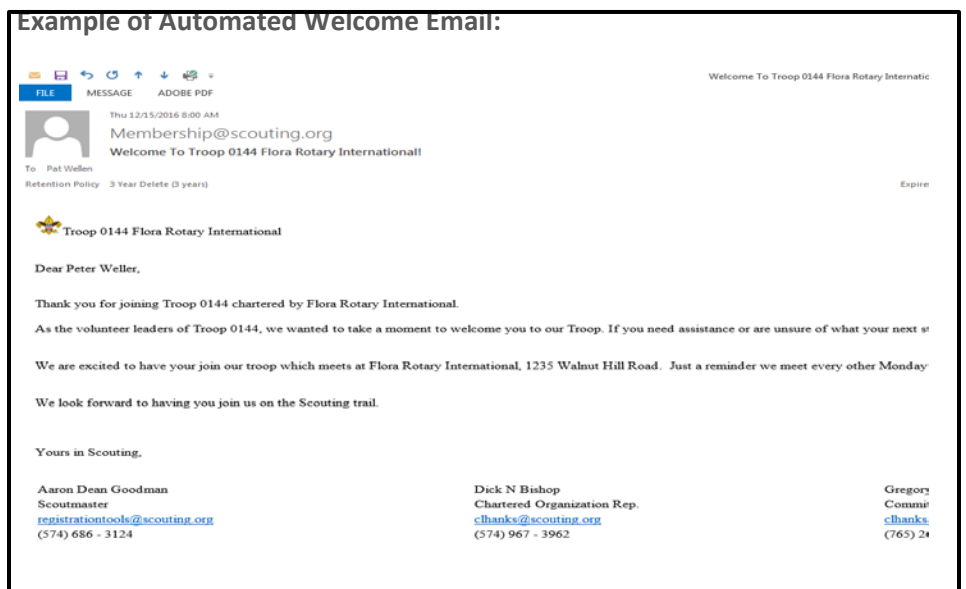 Example of Automated Welcome Email:
Welcome To Troop 0144 Flora Rotary Internatic
FILE MESSAGE ADOBE PDF
Thu 12/15/2016 8:00 AM
Membership@scouting.org
Welcome To Troop 0144 Flora Rotary International!
To Pat Wellen
Retention Policy 3 Year Delete (3 years) Expire
Troop 0144 Flora Rotary International
Dear Peter Weller,
Thank you for joining Troop 0144 chartered by Flora Rotary International.
As the volunteer leaders of Troop 0144, we wanted to take a moment to welcome you to our Troop. If you need assistance or are unsure of what your next
We are excited to have your join our troop which meets at Flora Rotary International, 1235 Walnut Hill Road. Just a reminder we meet every other Monday
We look forward to having you join us on the Scouting trail.
Yours in Scouting,
Aaron Dean Goodman Dick N Bishop Gregory
Scoutmaster Chartered Organization Rep. Commit
registrationtools@scouting.org clhanks@scouting.org clhanks
(574) 686 - 3124 (574) 967 - 3962 (765)